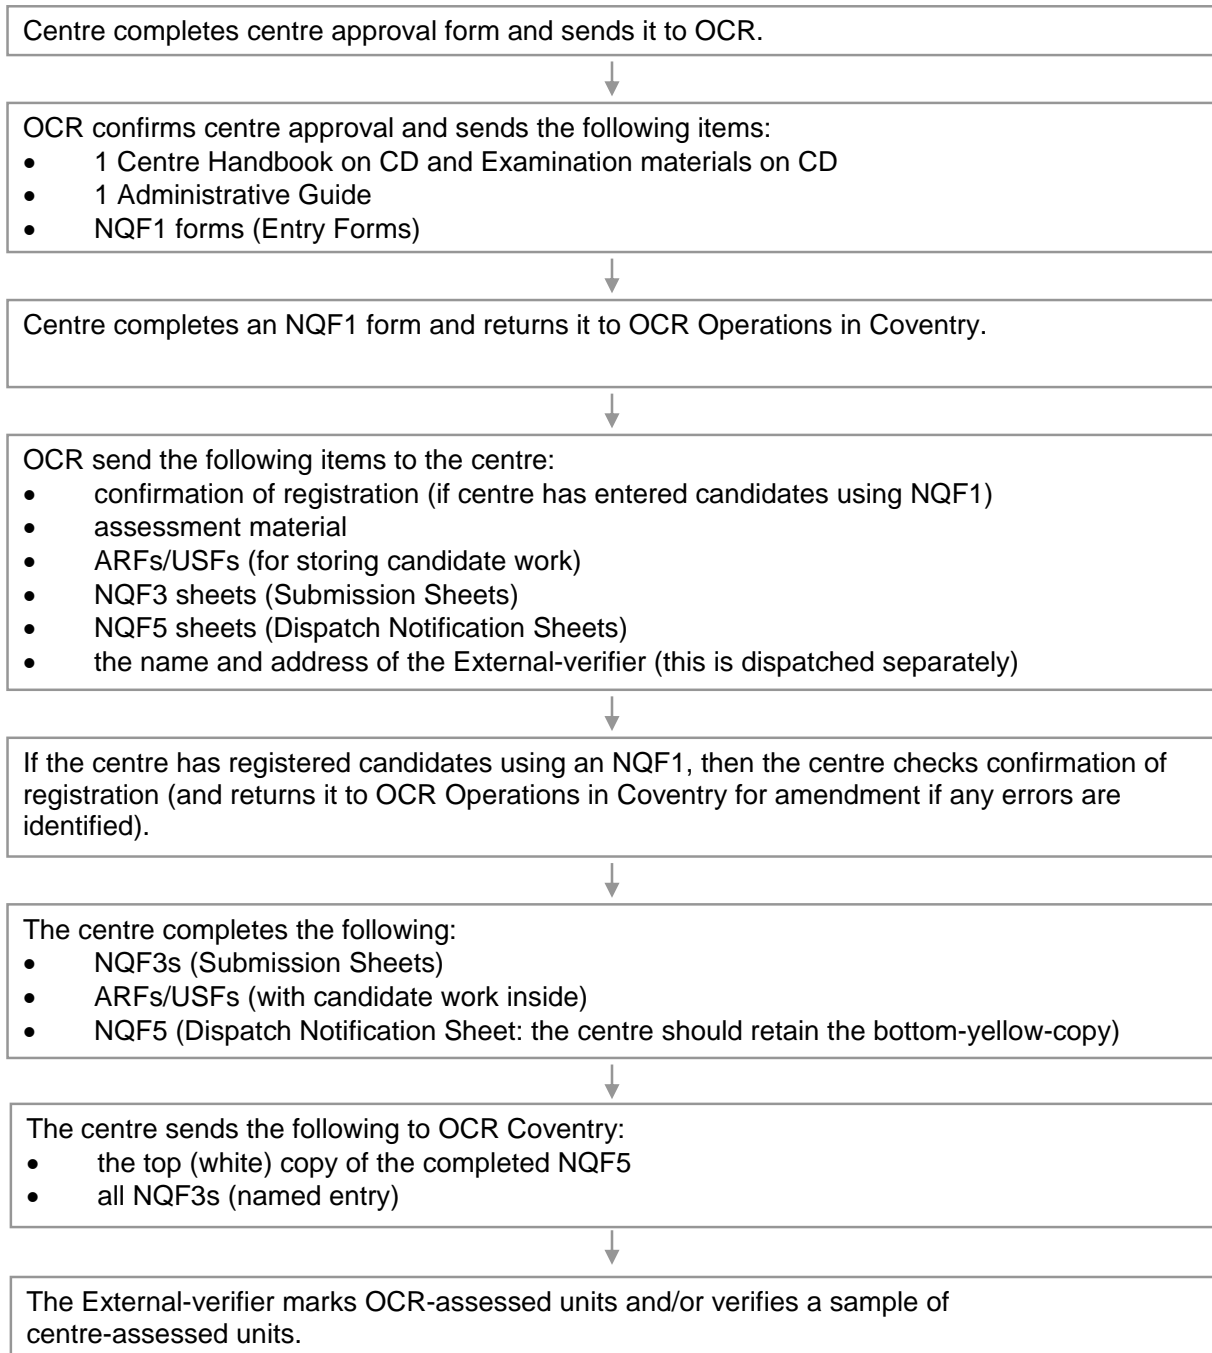 Centre completes centre approval form and sends it to OCR.
OCR confirms centre approval and sends the following items:
• 1 Centre Handbook on CD and Examination materials on CD
• 1 Administrative Guide
• NQF1 forms (Entry Forms)
Centre completes an NQF1 form and returns it to OCR Operations in Coventry.
OCR send the following items to the centre:
• confirmation of registration (if centre has entered candidates using NQF1)
• assessment material
• ARFs/USFs (for storing candidate work)
• NQF3 sheets (Submission Sheets)
• NQF5 sheets (Dispatch Notification Sheets)
• the name and address of the External-verifier (this is dispatched separately)
If the centre has registered candidates using an NQF1, then the centre checks confirmation of
registration (and returns it to OCR Operations in Coventry for amendment if any errors are
identified).
The centre completes the following:
• NQF3s (Submission Sheets)
• ARFs/USFs (with candidate work inside)
• NQF5 (Dispatch Notification Sheet: the centre should retain the bottom-yellow-copy)
The centre sends the following to OCR Coventry:
• the top (white) copy of the completed NQF5
• all NQF3s (named entry)
The External-verifier marks OCR-assessed units and/or verifies a sample of
centre-assessed units.